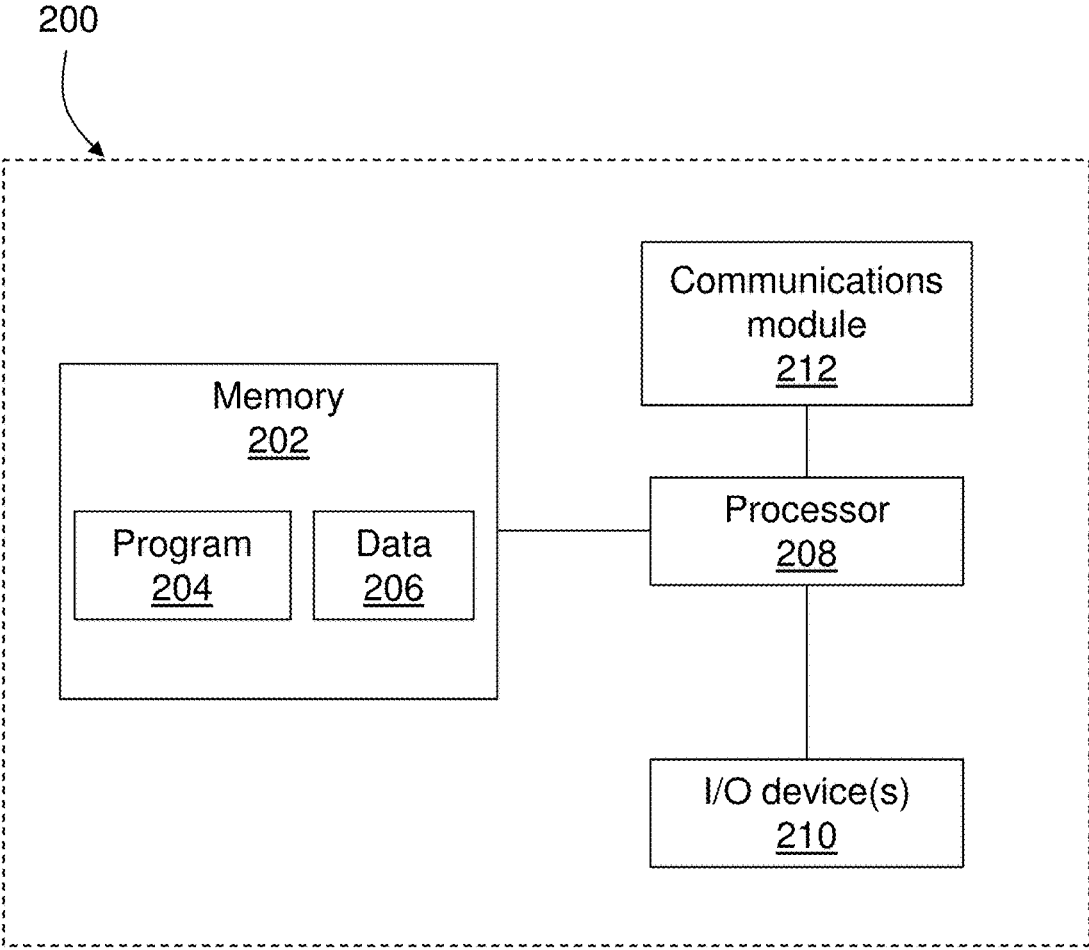 200
Communications
module
212
Memory
202
Processor
208
Program
204
Data
206
I/O device(s)
210